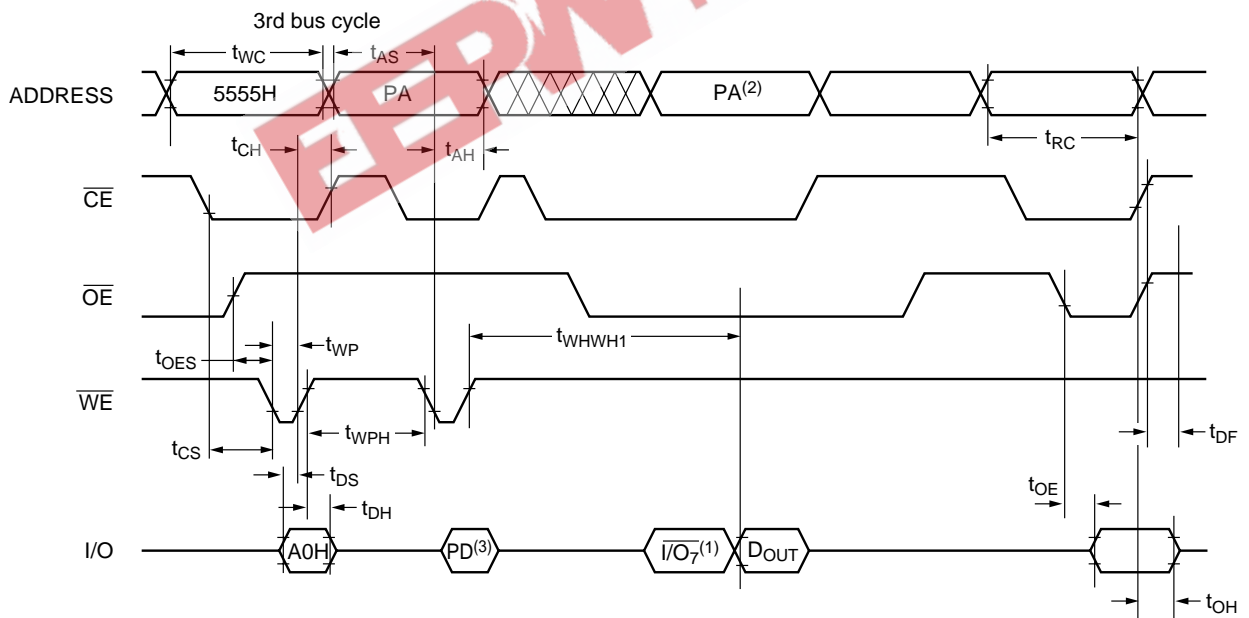 3rd bus cycle
tWC
tAS
ADDRESS
5555H
PA
PA(2)
tCH
tAH
tRC
CE
OE
tWHWH1
tWP
tOES
WE
tWPH
tCS
tDF
tDS
tOE
tDH
I/O
A0H
PD(3)
I/O7(1)
DOUT
tOH